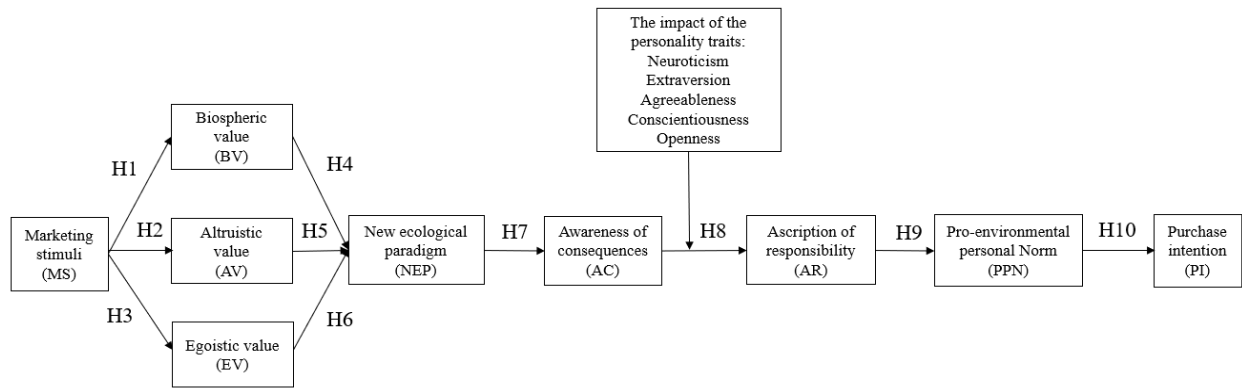 The impact of the
personality traits:
Neuroticism
Extraversion
Agreeableness
Conscientiousness
Openness
Biospheric
value
(BV)
H1
H4
Marketing
stimuli
(MS)
H2
Altruistic
value
(AV)
H5
New ecological
paradigm
(NEP)
H7
Awareness of
consequences
(AC)
H8
Ascription of
responsibility
(AR)
H9
Pro-environmental
personal Norm
(PPN)
H10
Purchase
intention
(PI)
H3
H6
Egoistic value
(EV)